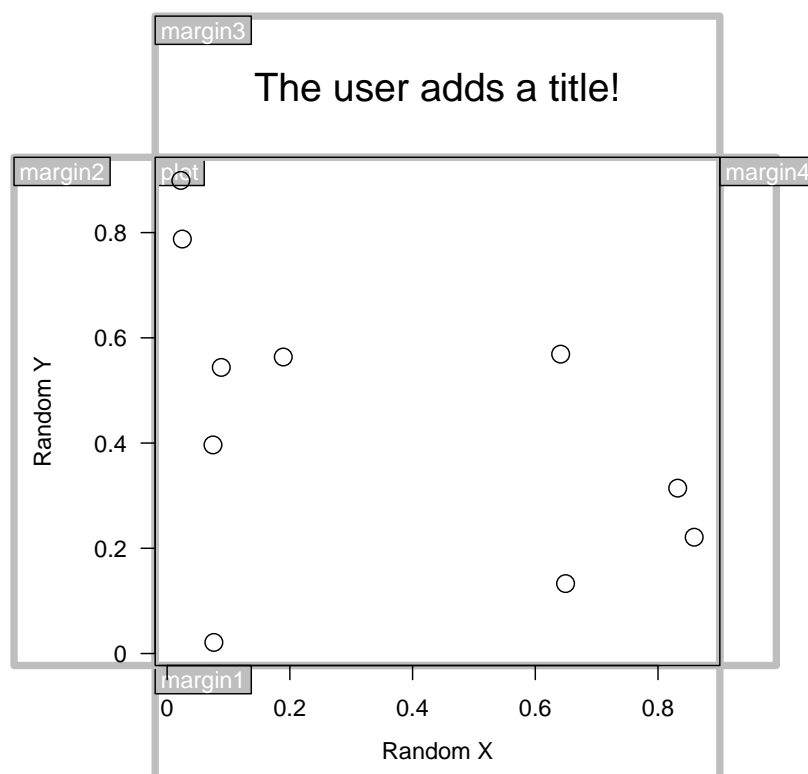 margin3
The user adds a title!
margin2
plot
margin4
0.8
0.6
Random Y
0.4
0.2
0
margin1
0
0.2
0.4
0.6
0.8
Random X